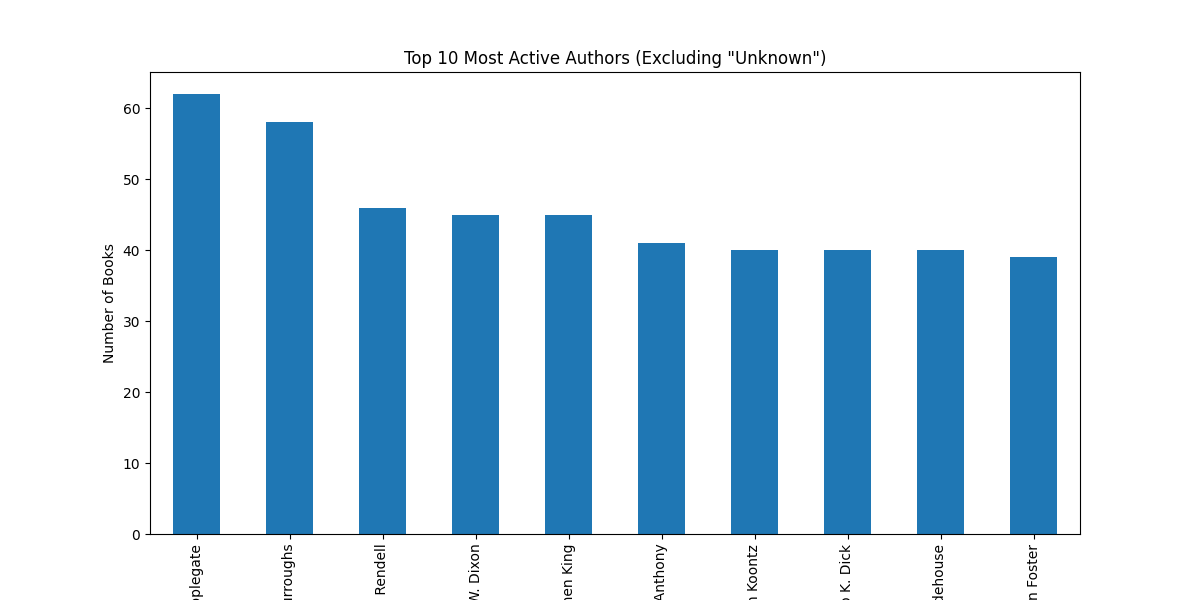 Top 10 Most Active Authors (Excluding "Unknown")
Number of Books
60
50
40
30
20
10
0
plegate
rroughs
Rendell
W. Dixon
en King
Anthony
Koontz
K. Dick
dehouse
n Foster